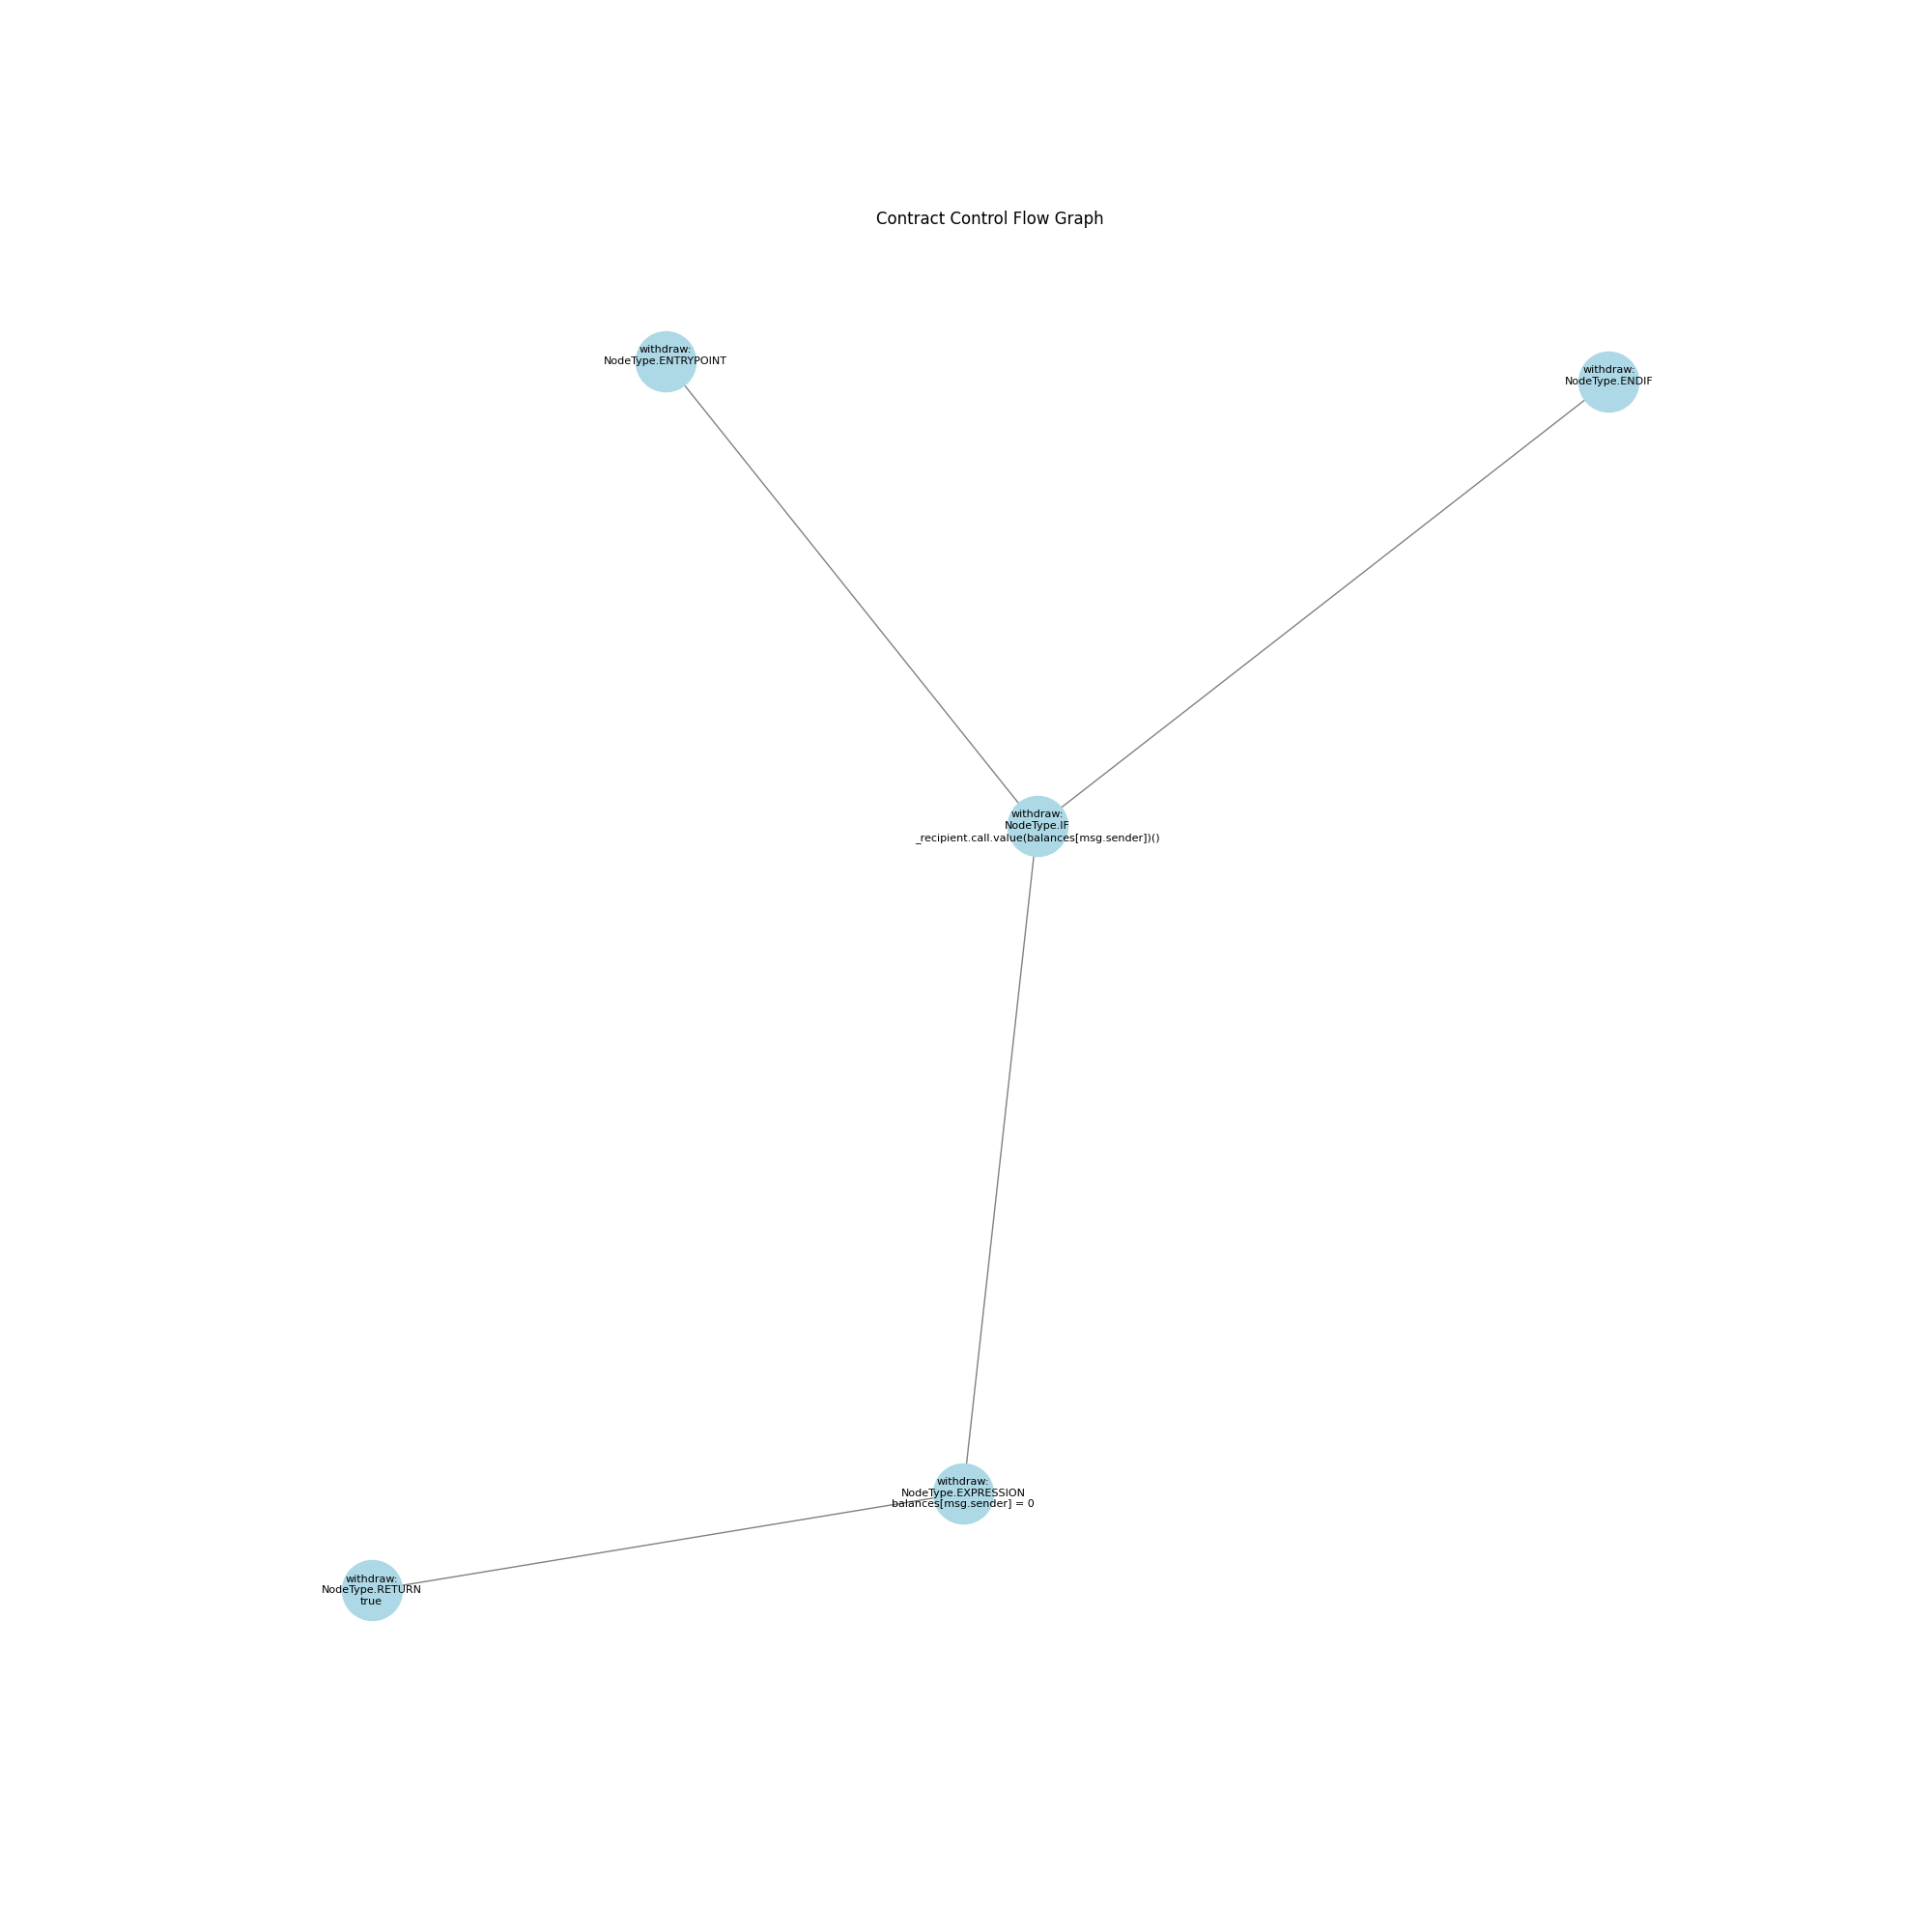 Contract Control Flow Graph
withdraw:
NodeType.ENTRYPOINT
withdraw:
NodeType.ENDIF
withdraw:
NodeType.IF
_recipient.call.value(balances[msg.sender])()
withdraw:
NodeType.EXPRESSION
balances[msg.sender] = 0
withdraw:
NodeType.RETURN
true